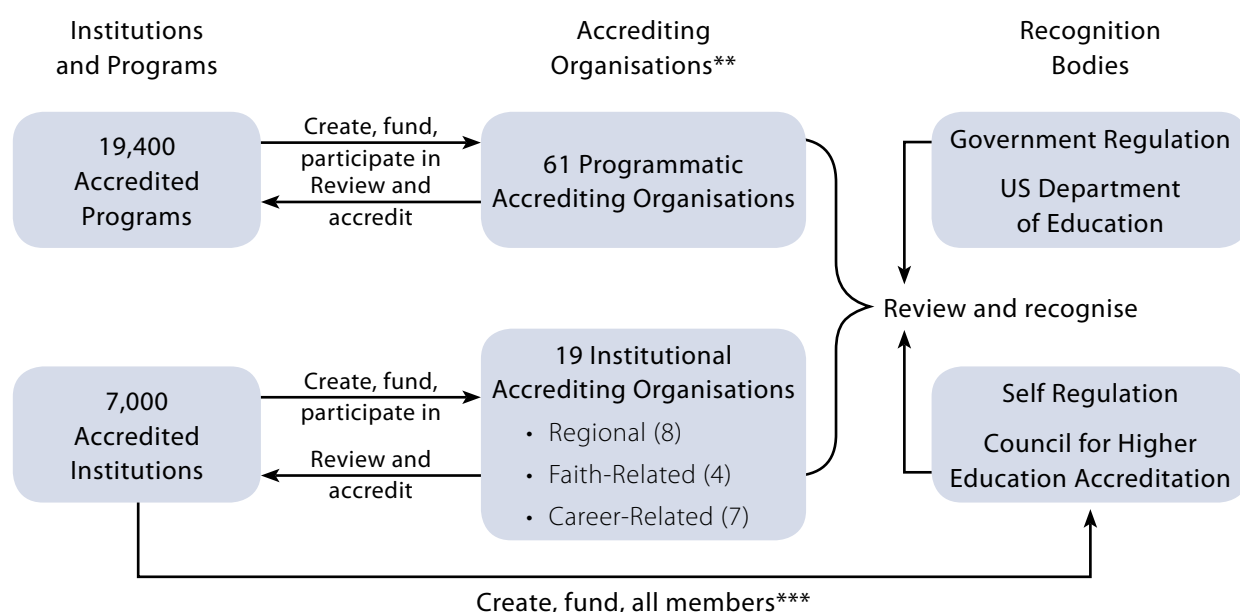 Institutions
and Programs
Accrediting
Organisations**
Recognition
Bodies
19,400
Accredited
Programs
Create, fund,
participate in
Review and
accredit
61 Programmatic
Accrediting Organisations
Government Regulation
US Department
of Education
Review and recognise
7,000
Accredited
Institutions
Create, fund,
participate in
Review and
accredit
19 Institutional
Accrediting Organisations
• Regional (8)
• Faith-Related (4)
• Career-Related (7)
Self Regulation
Council for Higher
Education Accreditation
Create, fund, all members***